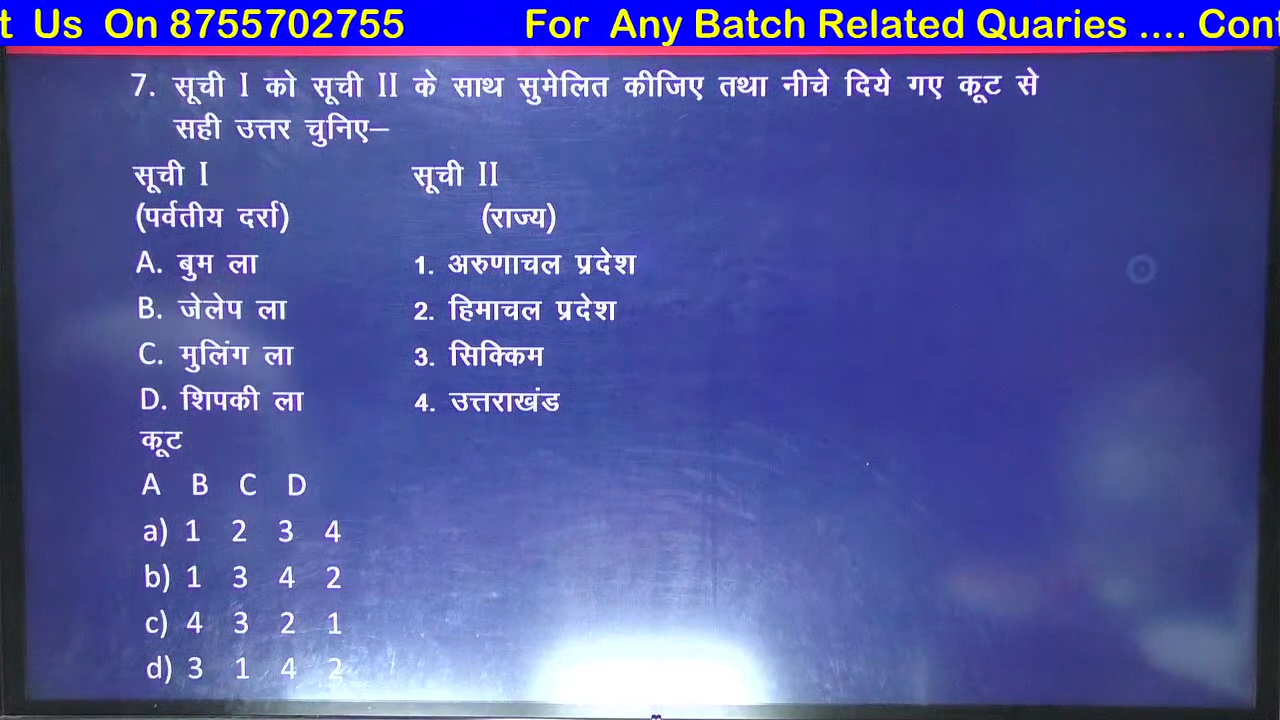 t Us On 8755702755 For Any Batch Related Quaries .... Cont
7. सूची I को सूची II के साथ सुमेलित कीजिए तथा नीचे दिये गए कूट से
सही उत्तर चुनिए–
सूची I सूची II
(पर्वतीय दर्रा) (राज्य)
A. बुम ला 1. अरुणाचल प्रदेश
B. जेलेप ला 2. हिमाचल प्रदेश
C. मुलिंग ला 3. सिक्किम
D. शिपकी ला 4. उत्तराखंड
कूट
A B C D
a) 1 2 3 4
b) 1 3 4 2
c) 4 3 2 1
d) 3 1 4 2